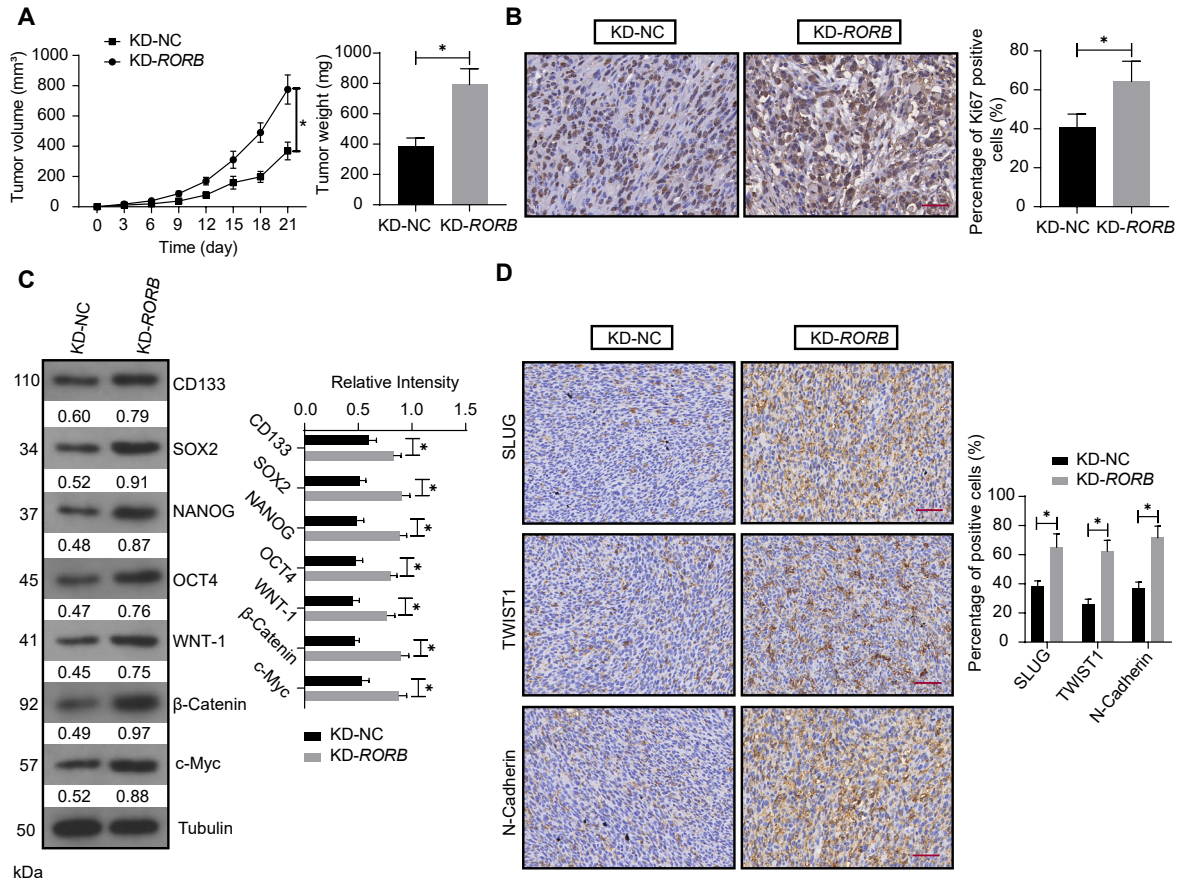 A
KD-NC
KD-RORB
Tumor volume (mm³)
1000
800
600
400
200
0
0 3 6 9 12 15 18 21
Time (day)
*
Tumor weight (mg)
1000
800
600
400
200
0
*
KD-NC KD-RORB
B
KD-NC
KD-RORB
Percentage of Ki67 positive
cells (%)
80
60
40
20
0
*
KD-NC KD-RORB
C
KD-NC
KD-RORB
110 CD133
0.60 0.79
34 SOX2
0.52 0.91
37 NANOG
0.48 0.87
45 OCT4
0.47 0.76
41 WNT-1
0.45 0.75
92 β-Catenin
0.49 0.97
57 c-Myc
0.52 0.88
50 Tubulin
kDa
Relative Intensity
0.0 0.5 1.0 1.5
CD133 *
SOX2 *
NANOG *
OCT4 *
WNT-1 *
β-Catenin *
c-Myc *
KD-NC
KD-RORB
D
KD-NC
KD-RORB
SLUG
TWIST1
N-Cadherin
KD-NC
KD-RORB
Percentage of positive cells (%)
100
80
60
40
20
0
* * *
SLUG
TWIST1
N-Cadherin